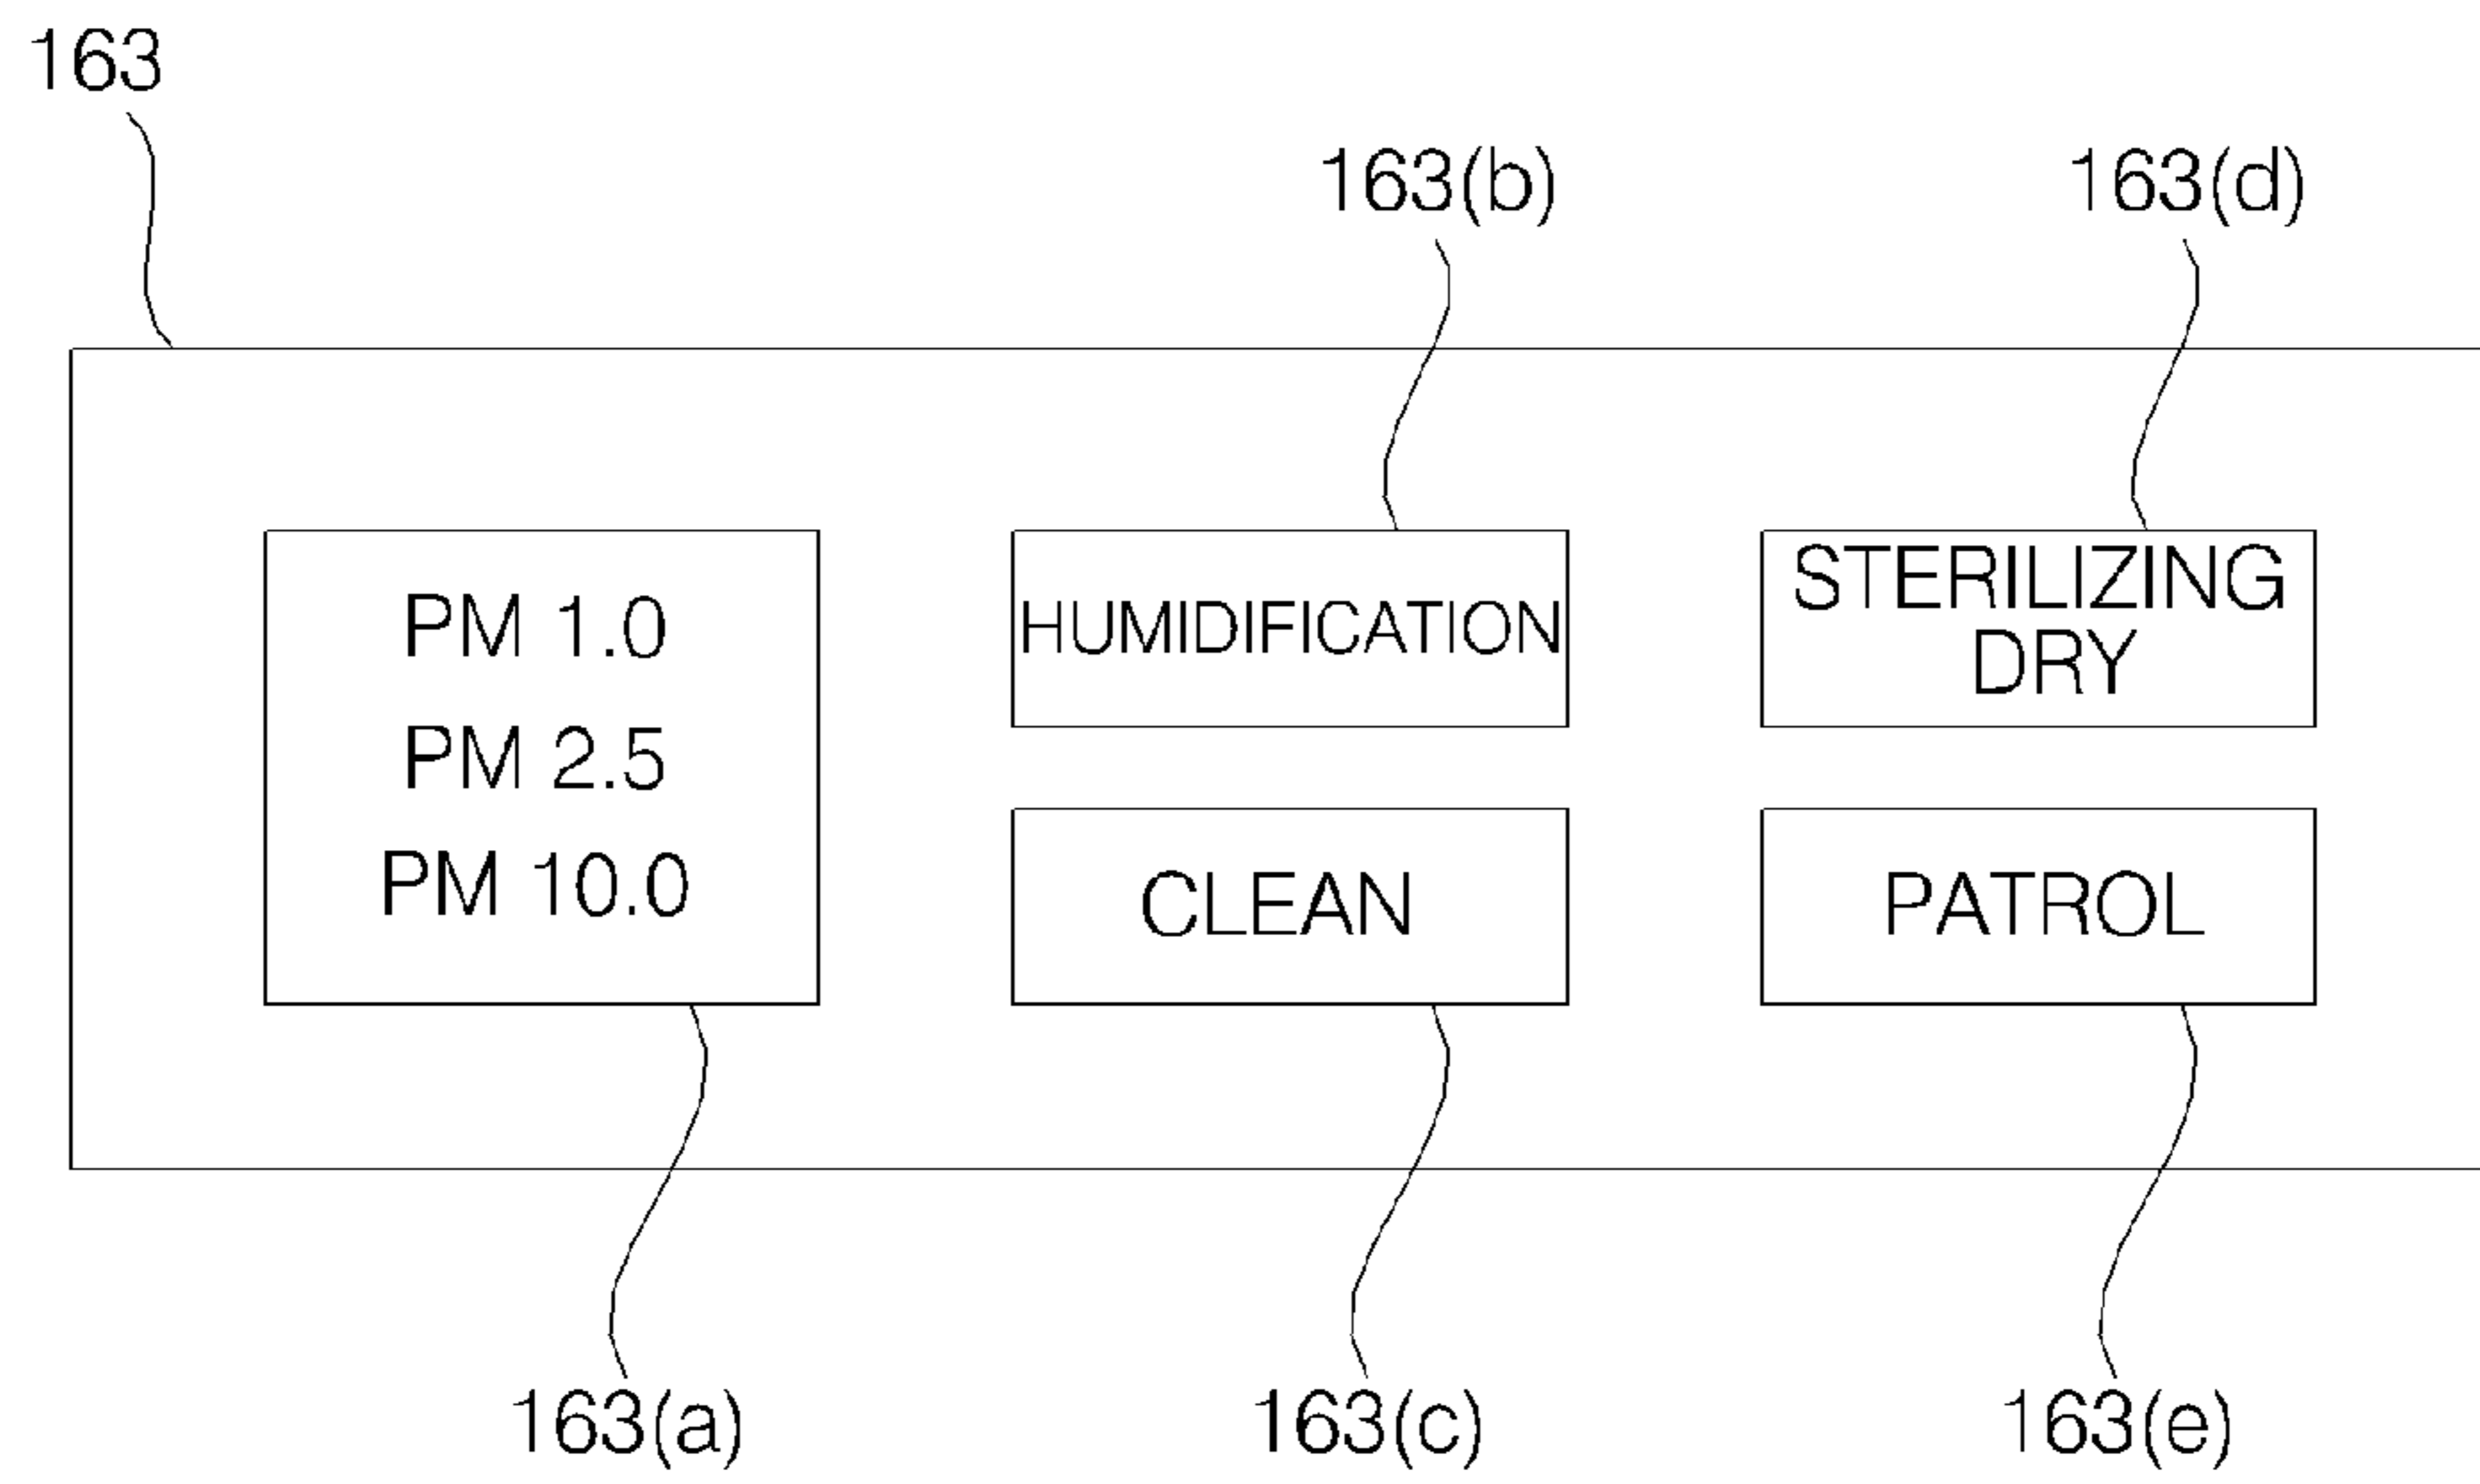 163
163(b)
163(d)
PM 1.0
PM 2.5
PM 10.0
HUMIDIFICATION
STERILIZING
DRY
CLEAN
PATROL
163(a)
163(c)
163(e)